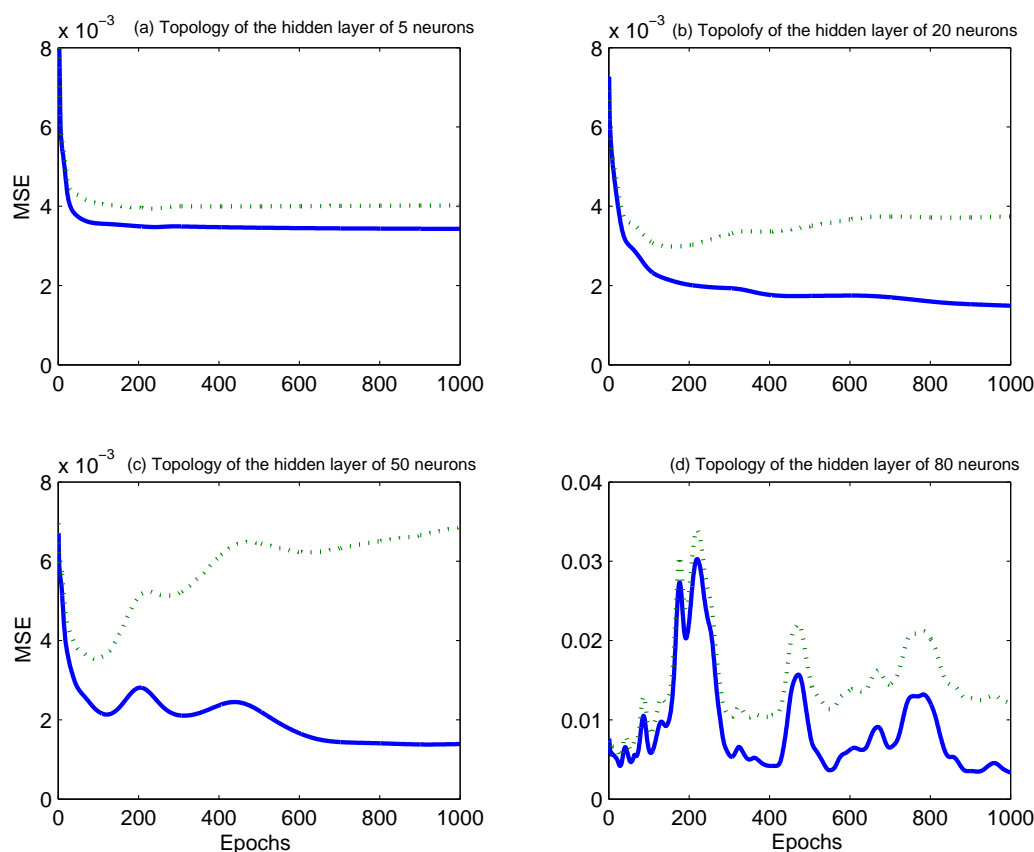 x 10⁻³ (a) Topology of the hidden layer of 5 neurons
8
6
4
2
0
MSE
0 200 400 600 800 1000
x 10⁻³ (b) Topolofy of the hidden layer of 20 neurons
8
6
4
2
0
0 200 400 600 800 1000
x 10⁻³ (c) Topology of the hidden layer of 50 neurons
8
6
4
2
0
MSE
0 200 400 600 800 1000
Epochs
(d) Topology of the hidden layer of 80 neurons
0.04
0.03
0.02
0.01
0
0 200 400 600 800 1000
Epochs